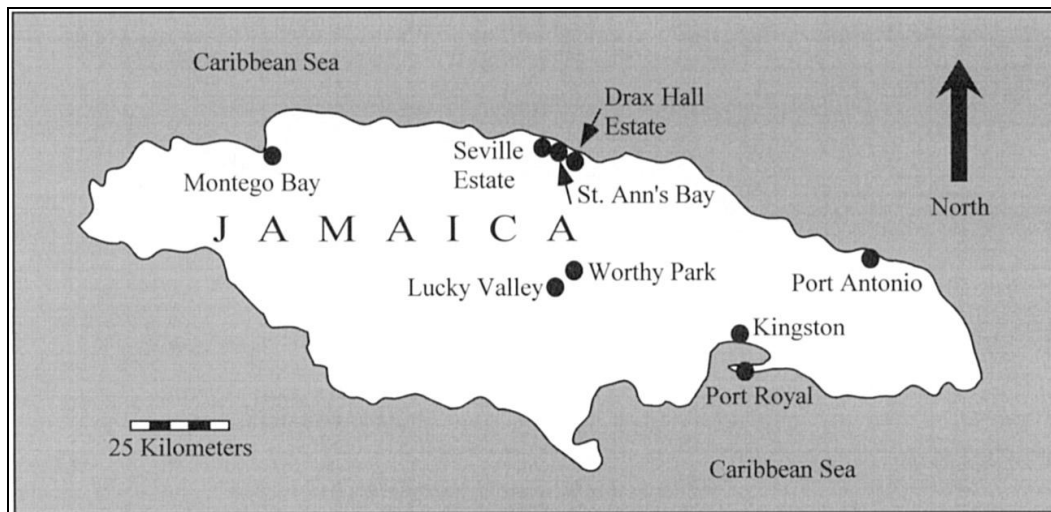 Caribbean Sea
Drax Hall
Estate
Seville
Estate
Montego Bay
St. Ann's Bay
North
J A M A I C A
Worthy Park
Lucky Valley
Port Antonio
Kingston
Port Royal
25 Kilometers
Caribbean Sea